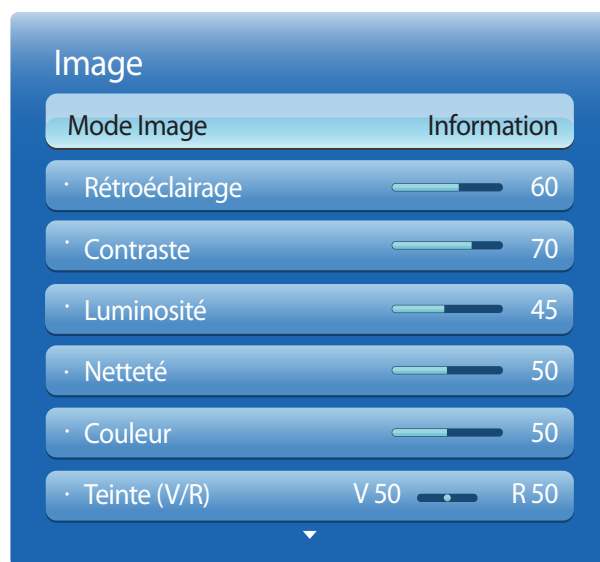 Image
Mode Image Information
· Rétroéclairage 60
· Contraste 70
· Luminosité 45
· Netteté 50
· Couleur 50
· Teinte (V/R) V 50 R 50